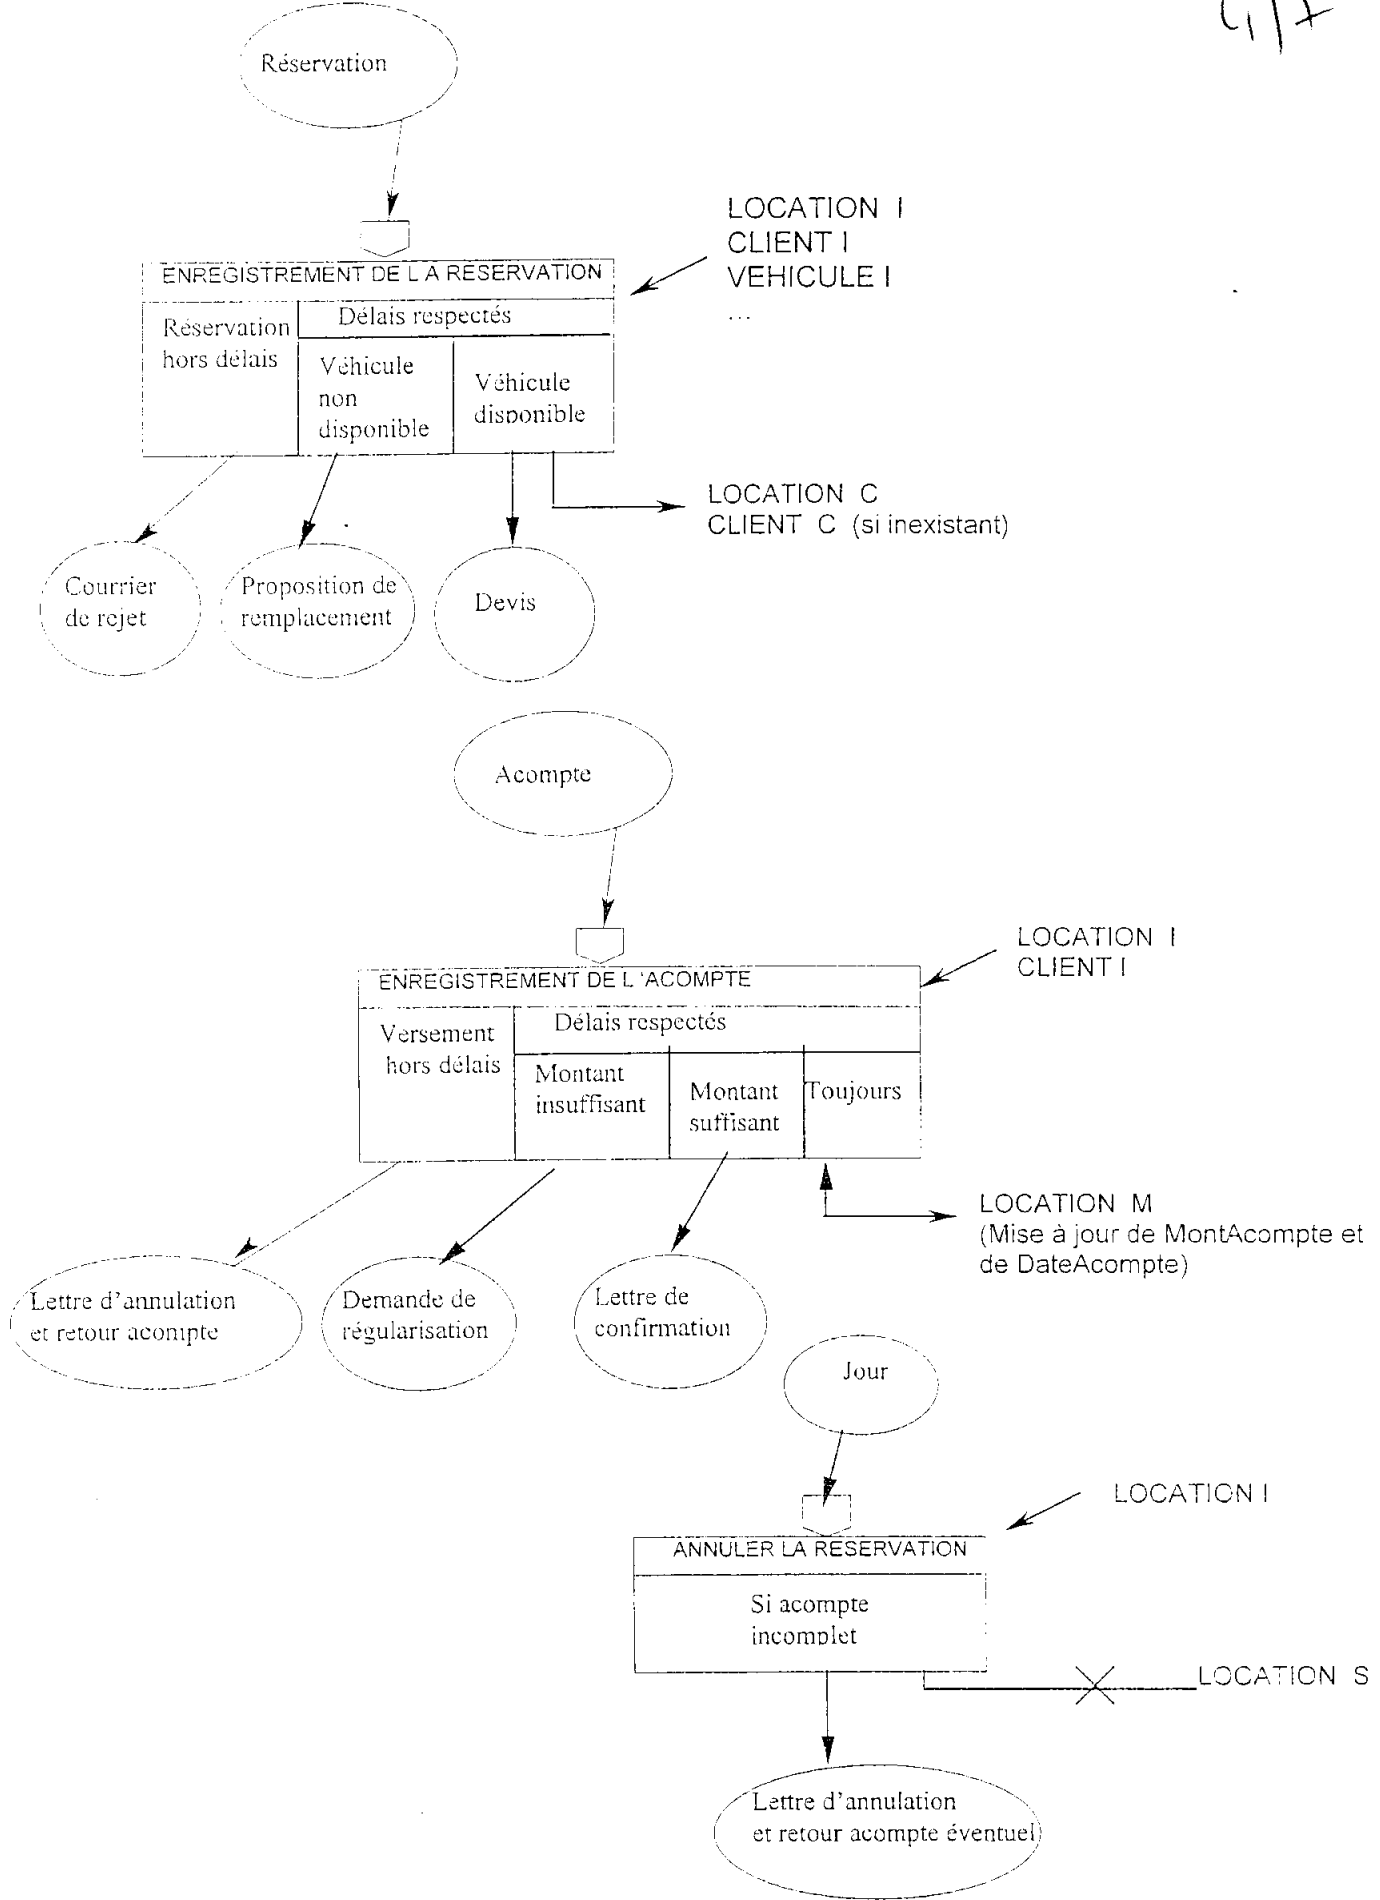 4/7
Réservation
LOCATION I
CLIENT I
VEHICULE I
...
ENREGISTREMENT DE LA RESERVATION
Réservation
hors délais
Délais respectés
Véhicule
non
disponible
Véhicule
disponible
LOCATION C
CLIENT C (si inexistant)
Courrier
de rejet
Proposition de
remplacement
Devis
Acompte
LOCATION I
CLIENT I
ENREGISTREMENT DE L'ACOMPTE
Versement
hors délais
Délais respectés
Montant
insuffisant
Montant
suffisant
Toujours
LOCATION M
(Mise à jour de MontAcompte et
de DateAcompte)
Lettre d'annulation
et retour acompte
Demande de
régularisation
Lettre de
confirmation
Jour
LOCATION I
ANNULER LA RESERVATION
Si acompte
incomplet
LOCATION S
Lettre d'annulation
et retour acompte éventuel